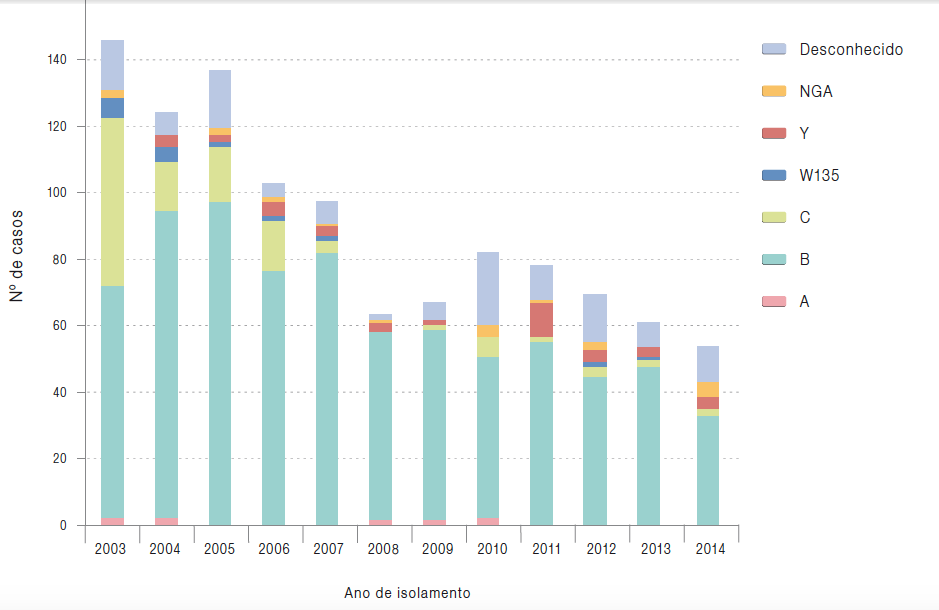 Nº de casos
140
120
100
80
60
40
20
0
2003 2004 2005 2006 2007 2008 2009 2010 2011 2012 2013 2014
Ano de isolamento
Desconhecido
NGA
Y
W135
C
B
A